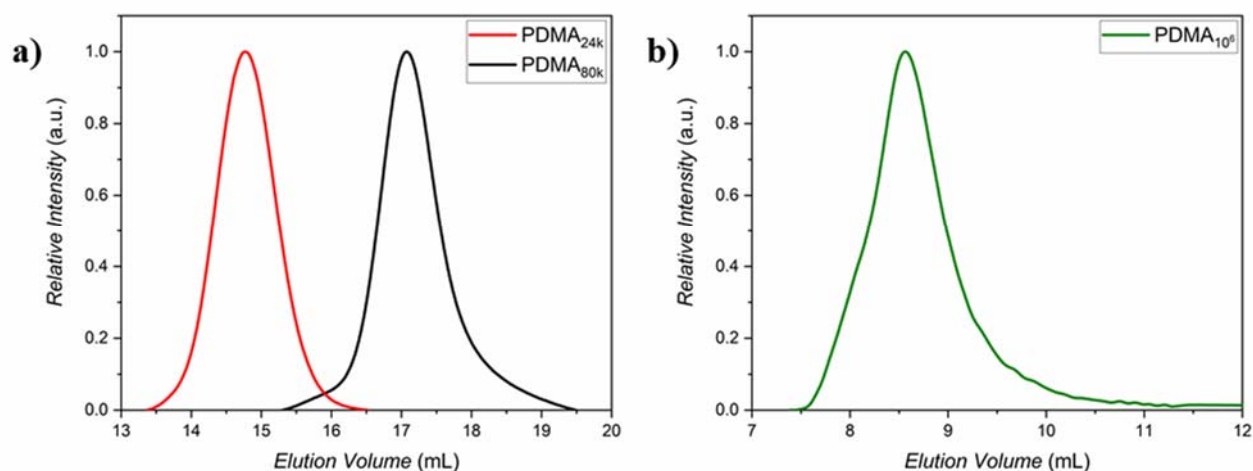 a)
PDMA24k
PDMA80k
Relative Intensity (a.u.)
1.0
0.8
0.6
0.4
0.2
0.0
13 14 15 16 17 18 19 20
Elution Volume (mL)
b)
PDMA10⁶
Relative Intensity (a.u.)
1.0
0.8
0.6
0.4
0.2
0.0
7 8 9 10 11 12
Elution Volume (mL)